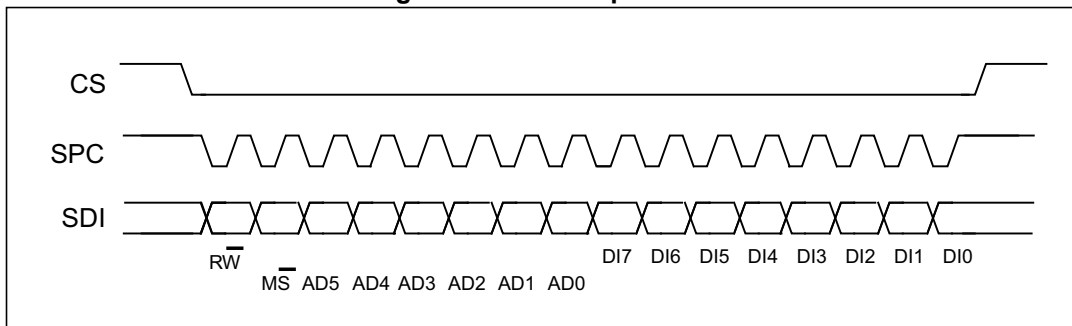 CS
SPC
SDI
RW̅ DI7 DI6 DI5 DI4 DI3 DI2 DI1 DI0
MS̅ AD5 AD4 AD3 AD2 AD1 AD0